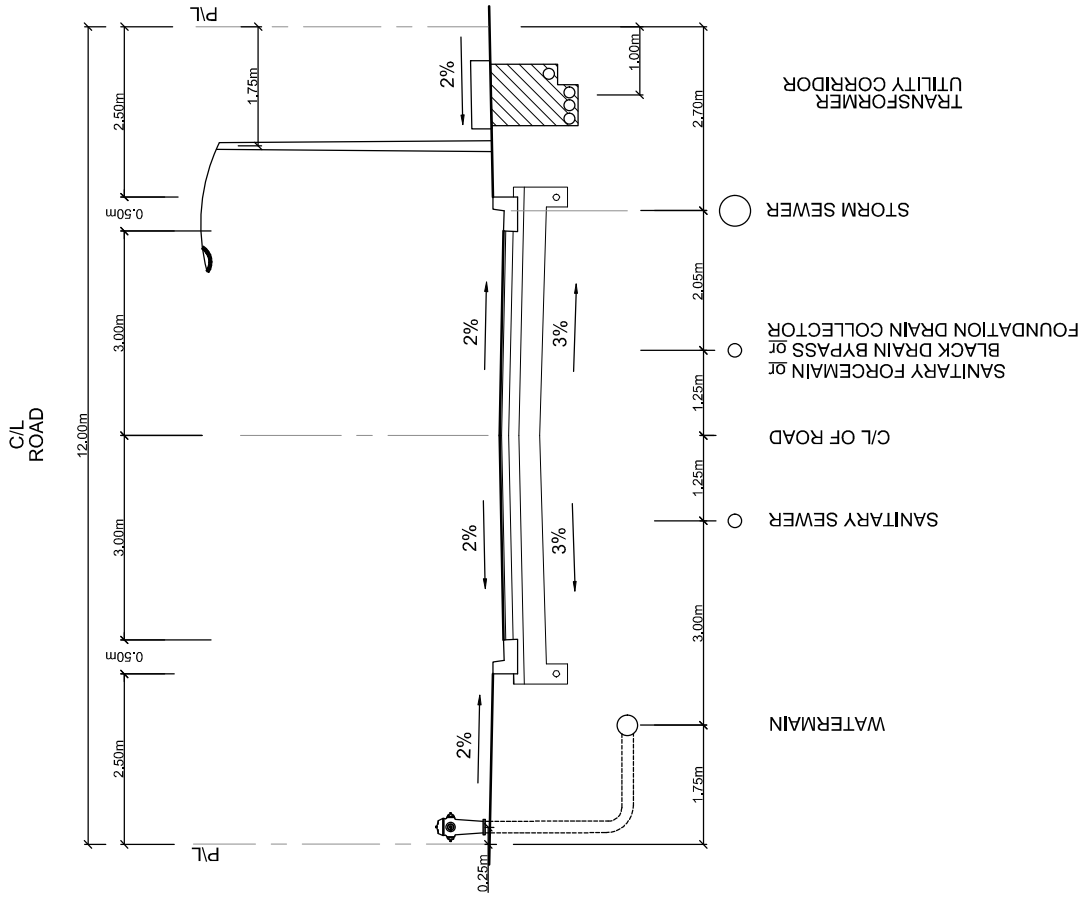 C/L
ROAD
12.00m
P\L
P\L
2.50m
0.50m
3.00m
3.00m
0.50m
2.50m
1.75m
2%
2%
2%
2%
3%
3%
0.25m
1.00m
1.75m
3.00m
1.25m
1.25m
2.05m
2.70m
WATERMAIN
SANITARY SEWER
C/L OF ROAD
SANITARY FORCEMAIN or
BLACK DRAIN BYPASS or
FOUNDATION DRAIN COLLECTOR
STORM SEWER
TRANSFORMER
UTILITY CORRIDOR